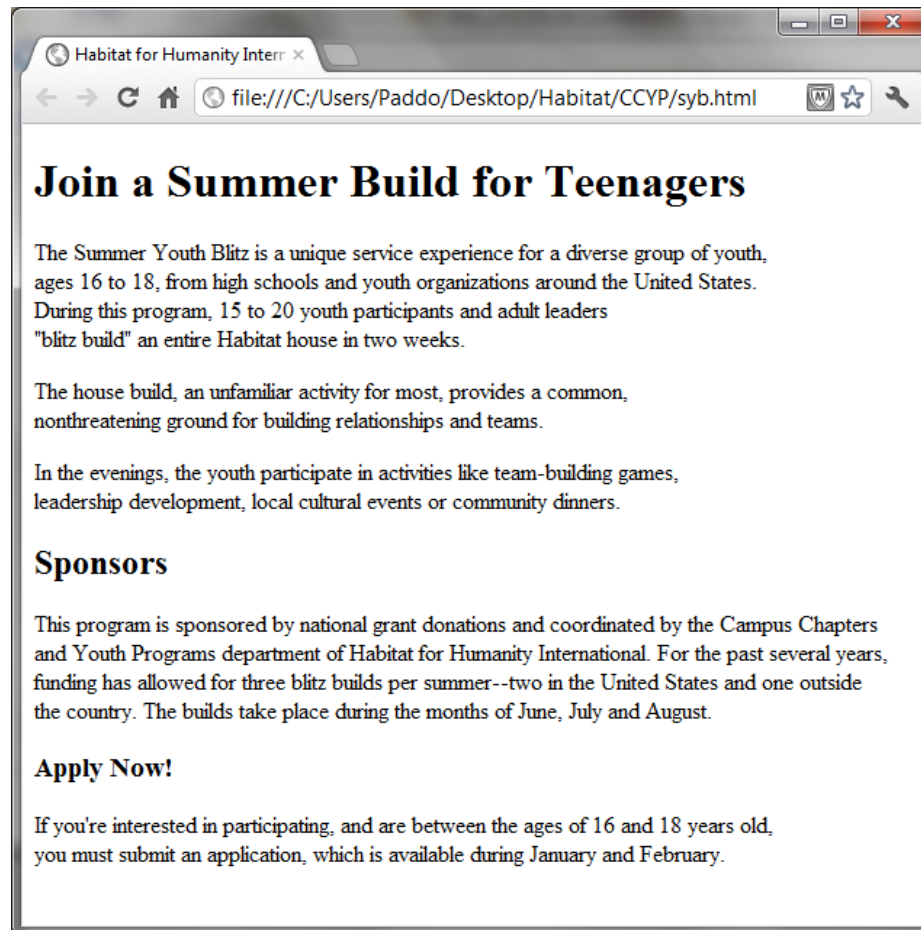 Habitat for Humanity Interr
file:///C:/Users/Paddo/Desktop/Habitat/CCYP/syb.html
Join a Summer Build for Teenagers
The Summer Youth Blitz is a unique service experience for a diverse group of youth,
ages 16 to 18, from high schools and youth organizations around the United States.
During this program, 15 to 20 youth participants and adult leaders
"blitz build" an entire Habitat house in two weeks.
The house build, an unfamiliar activity for most, provides a common,
nonthreatening ground for building relationships and teams.
In the evenings, the youth participate in activities like team-building games,
leadership development, local cultural events or community dinners.
Sponsors
This program is sponsored by national grant donations and coordinated by the Campus Chapters
and Youth Programs department of Habitat for Humanity International. For the past several years,
funding has allowed for three blitz builds per summer--two in the United States and one outside
the country. The builds take place during the months of June, July and August.
Apply Now!
If you're interested in participating, and are between the ages of 16 and 18 years old,
you must submit an application, which is available during January and February.